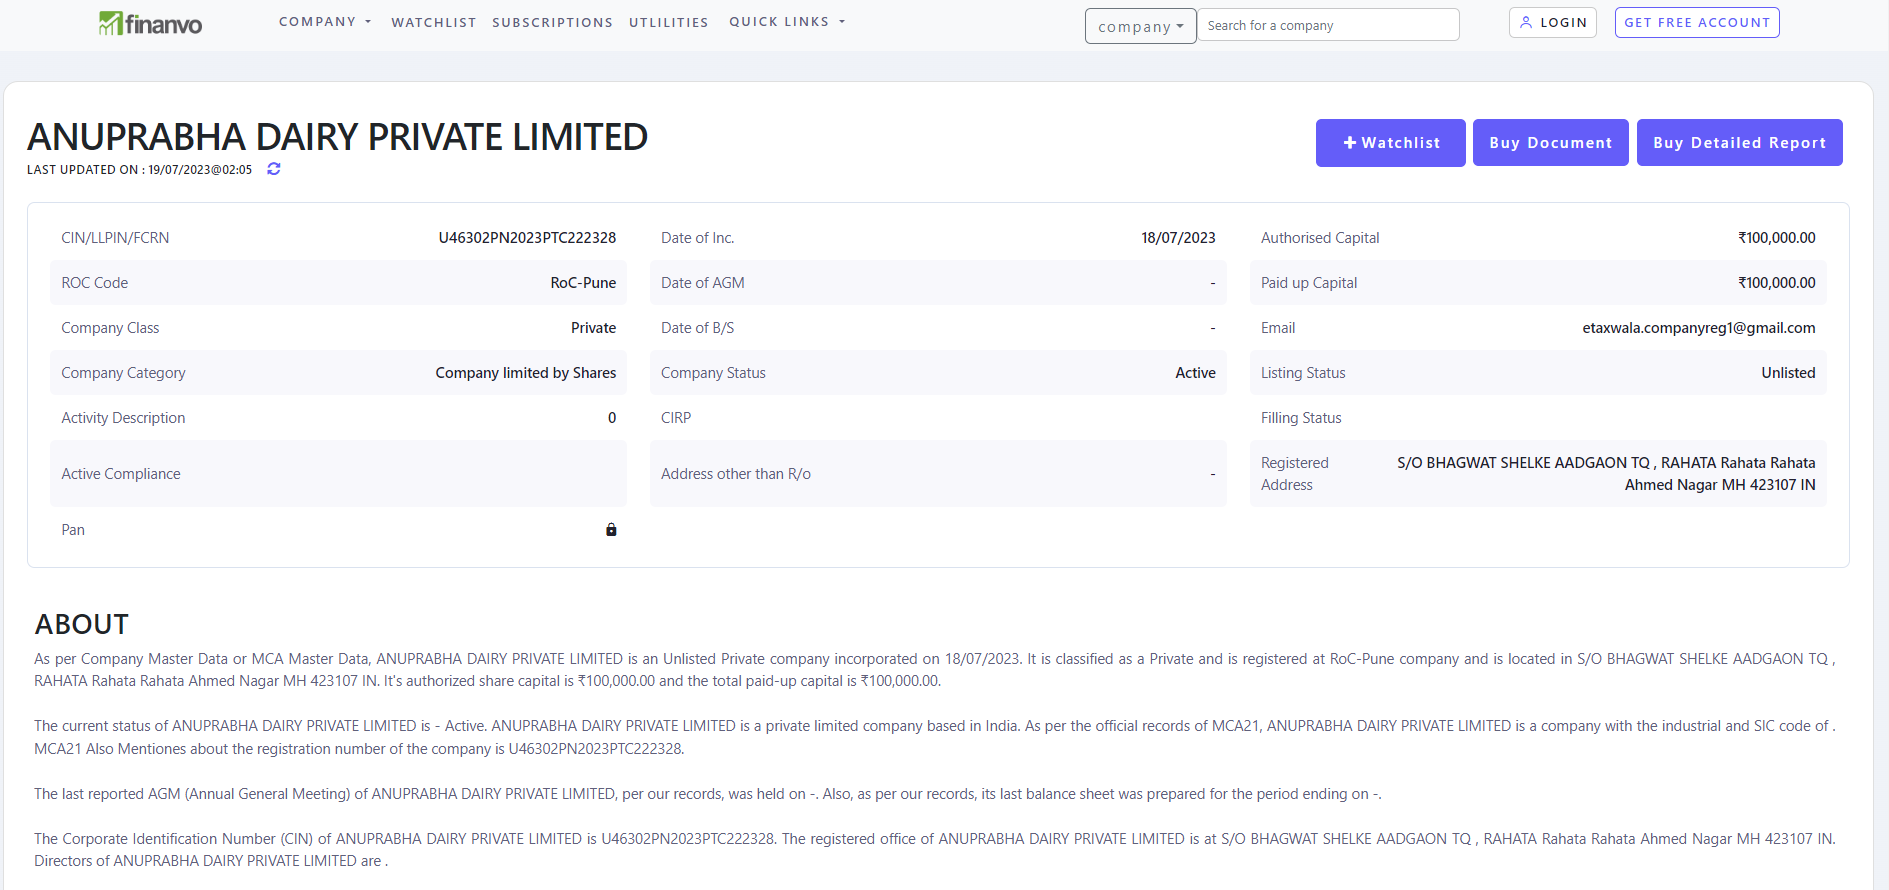 finanvo
COMPANY
WATCHLIST
SUBSCRIPTIONS
UTLILITIES
QUICK LINKS
company
Search for a company
LOGIN
GET FREE ACCOUNT
ANUPRABHA DAIRY PRIVATE LIMITED
LAST UPDATED ON : 19/07/2023@02:05
Watchlist
Buy Document
Buy Detailed Report
CIN/LLPIN/FCRN U46302PN2023PTC222328
ROC Code RoC-Pune
Company Class Private
Company Category Company limited by Shares
Activity Description 0
Active Compliance
Pan
Date of Inc. 18/07/2023
Date of AGM -
Date of B/S -
Company Status Active
CIRP
Address other than R/o -
Authorised Capital ₹100,000.00
Paid up Capital ₹100,000.00
Email etaxwala.companyreg1@gmail.com
Listing Status Unlisted
Filling Status
Registered Address S/O BHAGWAT SHELKE AADGAON TQ , RAHATA Rahata Rahata
Ahmed Nagar MH 423107 IN
ABOUT
As per Company Master Data or MCA Master Data, ANUPRABHA DAIRY PRIVATE LIMITED is an Unlisted Private company incorporated on 18/07/2023. It is classified as a Private and is registered at RoC-Pune company and is located in S/O BHAGWAT SHELKE AADGAON TQ ,
RAHATA Rahata Rahata Ahmed Nagar MH 423107 IN. It's authorized share capital is ₹100,000.00 and the total paid-up capital is ₹100,000.00.
The current status of ANUPRABHA DAIRY PRIVATE LIMITED is - Active. ANUPRABHA DAIRY PRIVATE LIMITED is a private limited company based in India. As per the official records of MCA21, ANUPRABHA DAIRY PRIVATE LIMITED is a company with the industrial and SIC code of .
MCA21 Also Mentiones about the registration number of the company is U46302PN2023PTC222328.
The last reported AGM (Annual General Meeting) of ANUPRABHA DAIRY PRIVATE LIMITED, per our records, was held on -. Also, as per our records, its last balance sheet was prepared for the period ending on -.
The Corporate Identification Number (CIN) of ANUPRABHA DAIRY PRIVATE LIMITED is U46302PN2023PTC222328. The registered office of ANUPRABHA DAIRY PRIVATE LIMITED is at S/O BHAGWAT SHELKE AADGAON TQ , RAHATA Rahata Rahata Ahmed Nagar MH 423107 IN.
Directors of ANUPRABHA DAIRY PRIVATE LIMITED are .